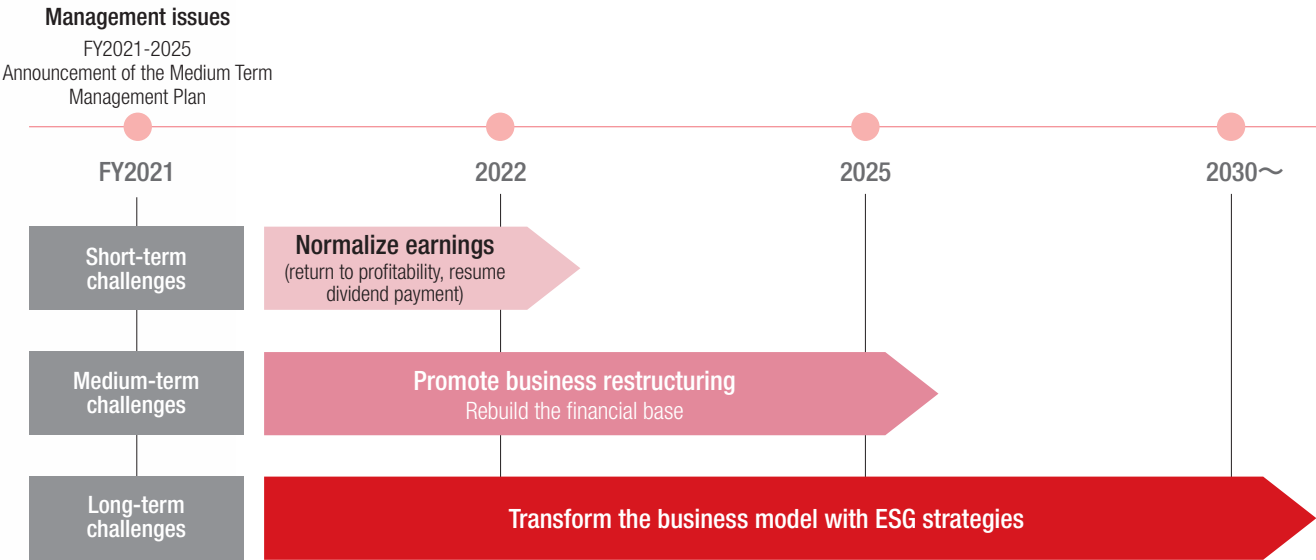 Management issues
FY2021-2025
Announcement of the Medium Term
Management Plan
FY2021
2022
2025
2030～
Short-term
challenges
Normalize earnings
(return to profitability, resume
dividend payment)
Medium-term
challenges
Promote business restructuring
Rebuild the financial base
Long-term
challenges
Transform the business model with ESG strategies